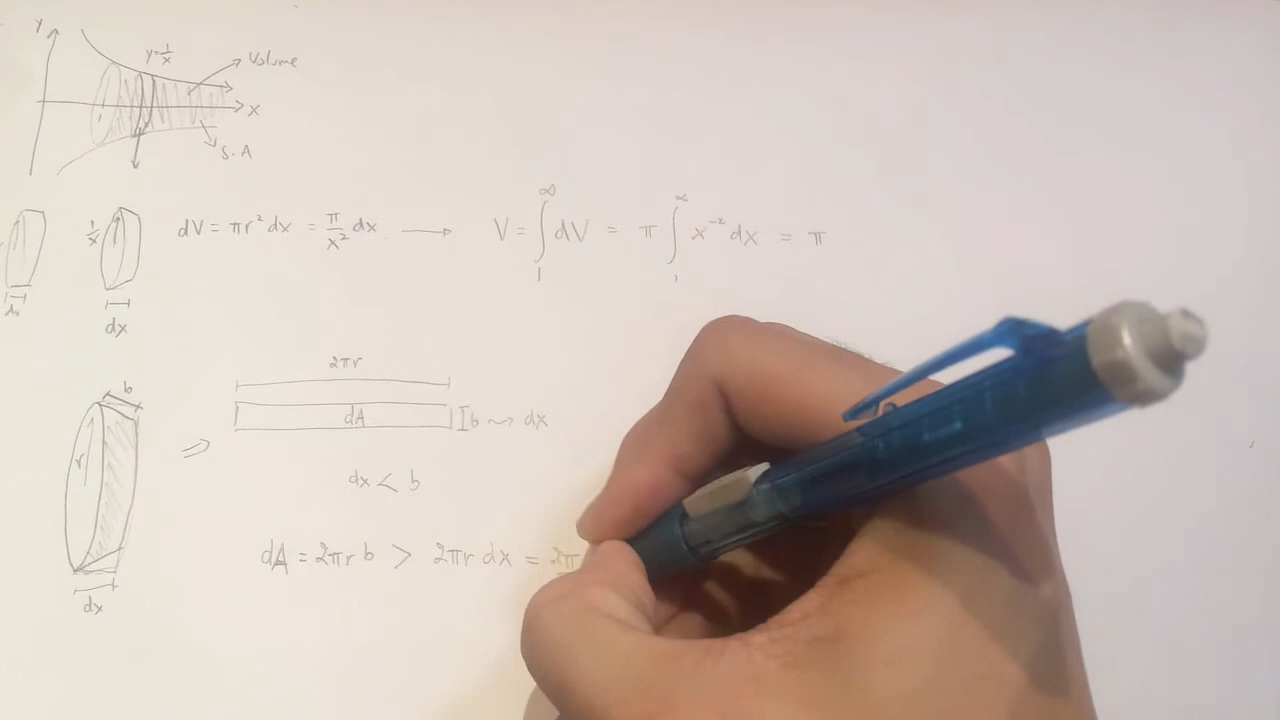 y
y=1/x
Volume
x
S.A
1/x
dV = πr² dx = π/x² dx → V = ∫₁^∞ dV = π ∫₁^∞ x⁻² dx = π
dx
dx
2πr
b
dA
b ⤳ dx
r
dx < b
dA = 2πr b > 2πr dx = 2π
dx